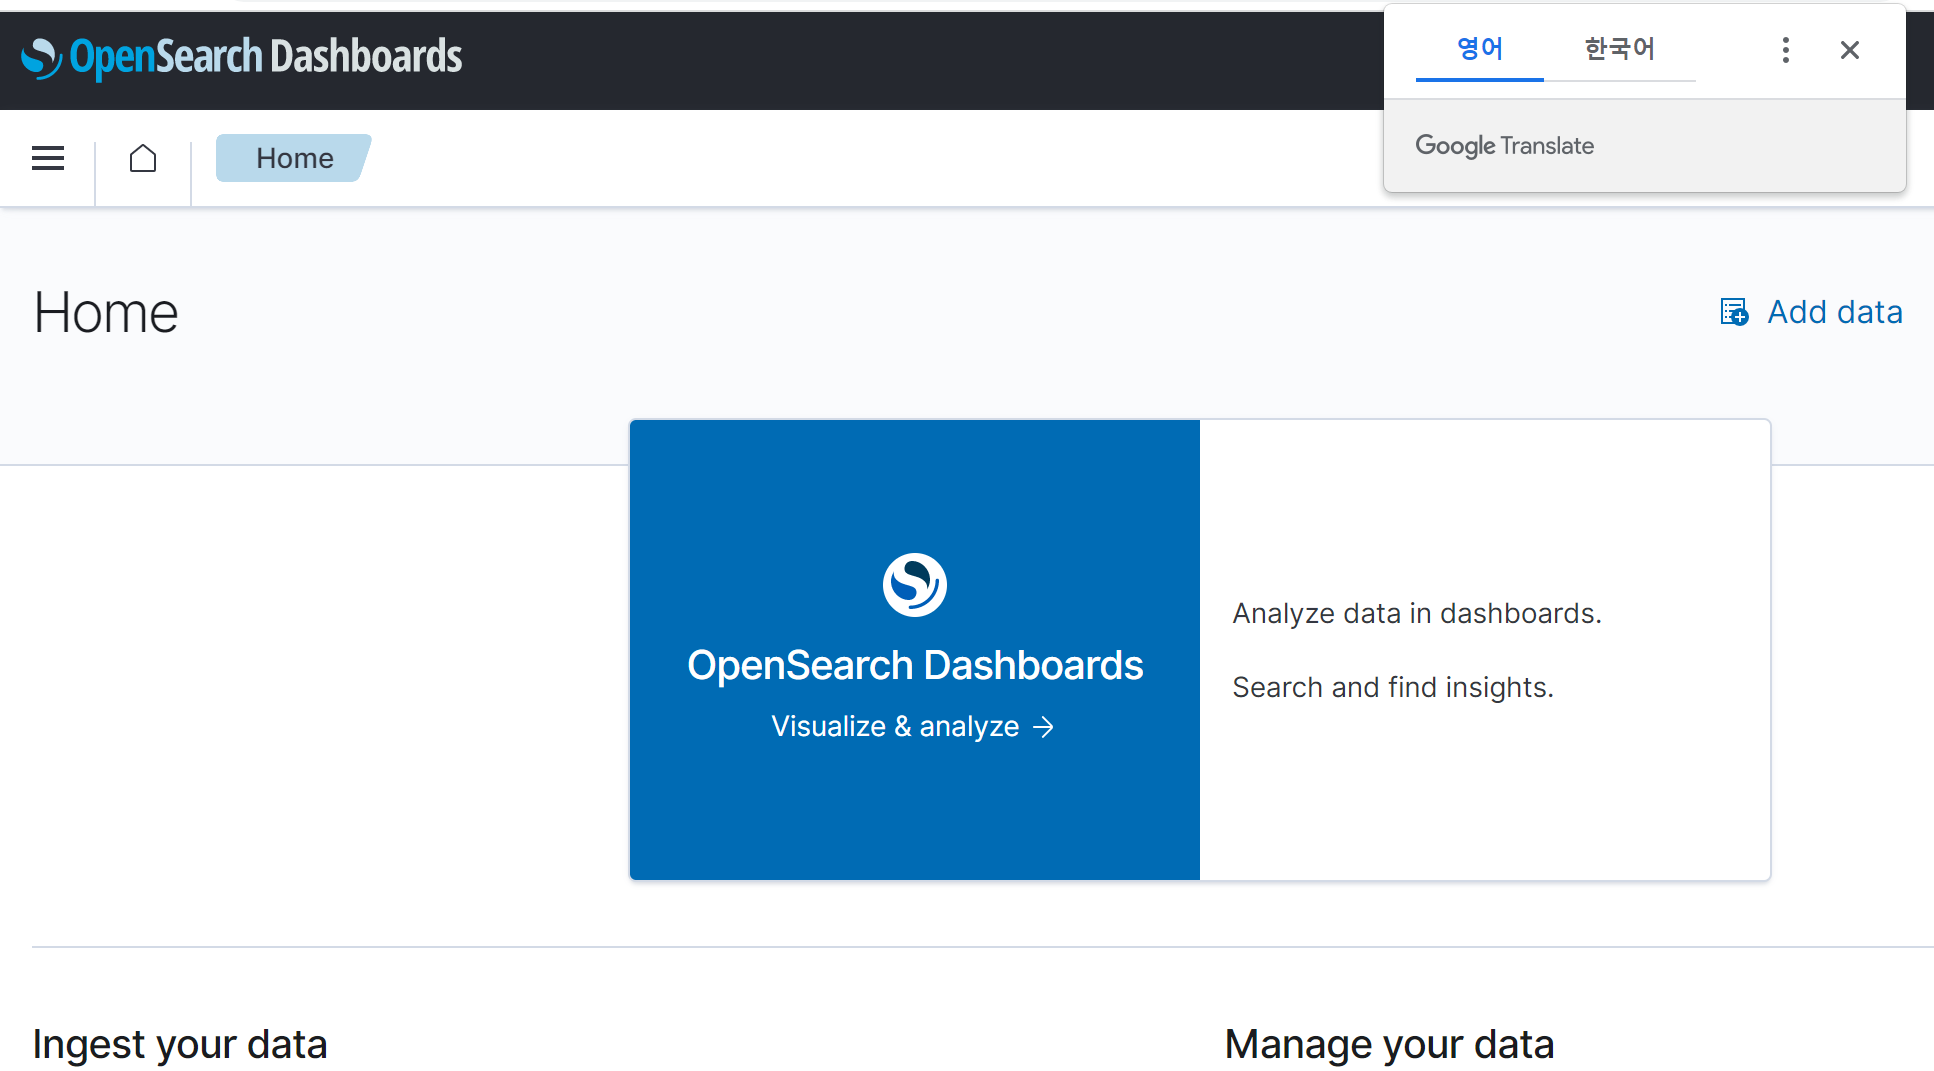 OpenSearch Dashboards
영어 한국어
Google Translate
Home
Home
Add data
OpenSearch Dashboards
Visualize & analyze →
Analyze data in dashboards.
Search and find insights.
Ingest your data
Manage your data